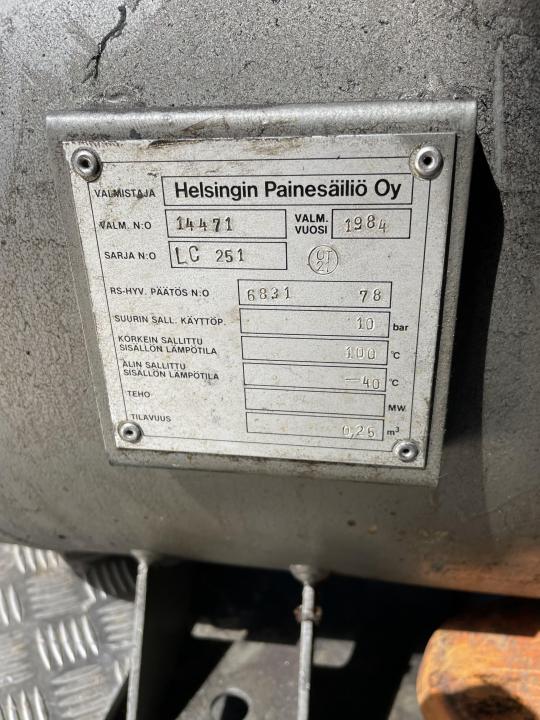 VALMISTAJA Helsingin Painesäiliö Oy
VALM. N:O 14471 VALM. VUOSI 1984
SARJA N:O LC 251
RS-HYV. PÄÄTÖS N:O 6831 78
SUURIN SALL. KÄYTTÖP. 10 bar
KORKEIN SALLITTU
SISÄLLÖN LÄMPÖTILA 100 °C
ALIN SALLITTU
SISÄLLÖN LÄMPÖTILA —40 °C
TEHO MW
TILAVUUS 0,25 m³